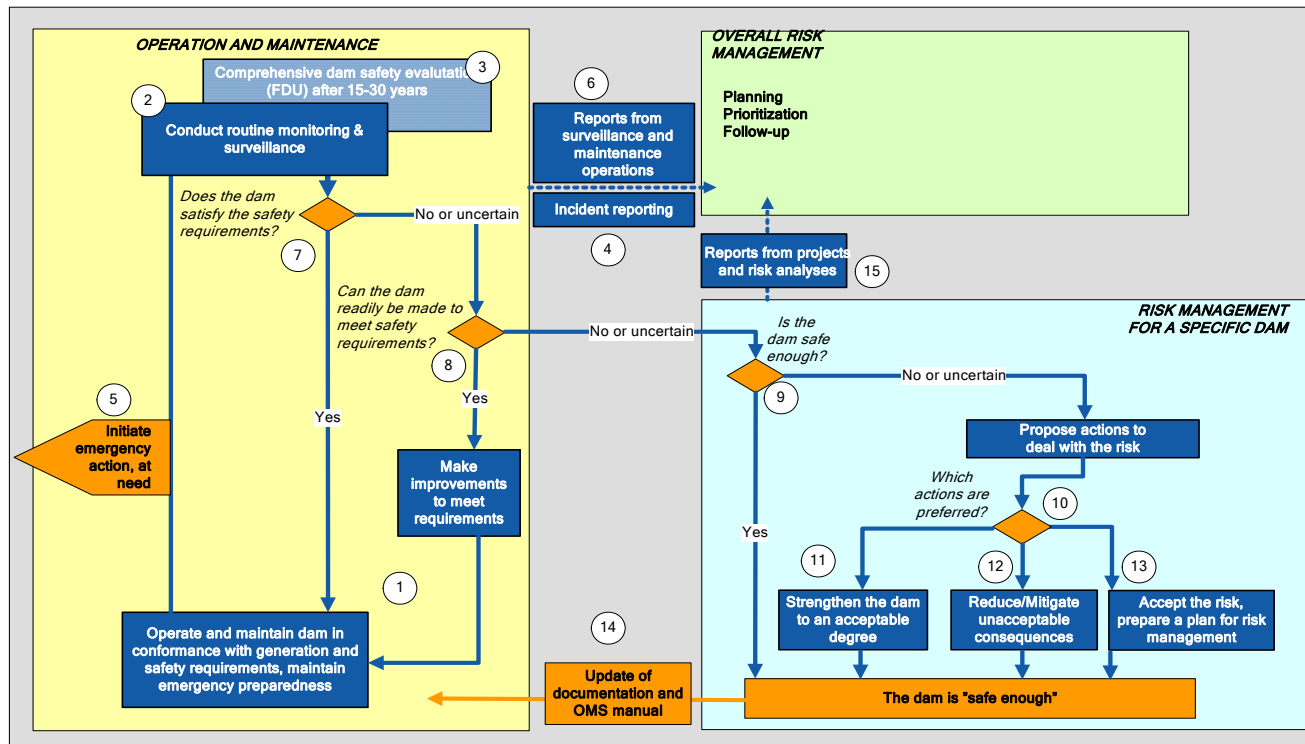 OPERATION AND MAINTENANCE
3
Comprehensive dam safety evalutatio
(FDU) after 15-30 years
2
Conduct routine monitoring &
surveillance
Does the dam
satisfy the safety
requirements?
7
No or uncertain
Can the dam
readily be made to
meet safety
requirements?
8
Yes
Yes
5
Initiate
emergency
action, at
need
Make
improvements
to meet
requirements
1
Operate and maintain dam in
conformance with generation and
safety requirements, maintain
emergency preparedness
6
Reports from
surveillance and
maintenance
operations
Incident reporting
4
OVERALL RISK
MANAGEMENT
Planning
Prioritization
Follow-up
Reports from projects
and risk analyses
15
RISK MANAGEMENT
FOR A SPECIFIC DAM
No or uncertain
Is the
dam safe
enough?
9
No or uncertain
Propose actions to
deal with the risk
Which
actions are
preferred?
10
Yes
11
Strengthen the dam
to an acceptable
degree
12
Reduce/Mitigate
unacceptable
consequences
13
Accept the risk,
prepare a plan for risk
management
14
Update of
documentation and
OMS manual
The dam is "safe enough"